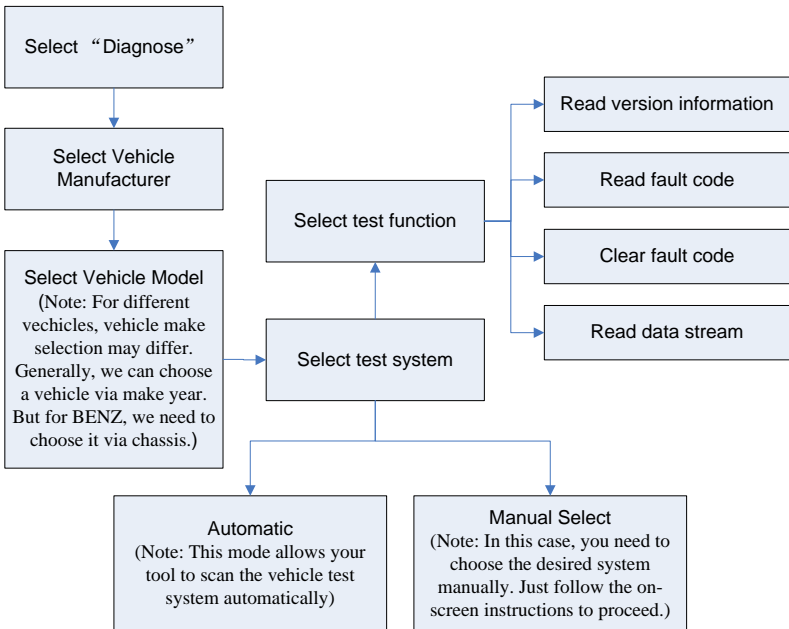 Select “Diagnose”
Select Vehicle
Manufacturer
Select Vehicle Model
(Note: For different
vechicles, vehicle make
selection may differ.
Generally, we can choose
a vehicle via make year.
But for BENZ, we need to
choose it via chassis.)
Select test system
Select test function
Read version information
Read fault code
Clear fault code
Read data stream
Automatic
(Note: This mode allows your
tool to scan the vehicle test
system automatically)
Manual Select
(Note: In this case, you need to
choose the desired system
manually. Just follow the on-
screen instructions to proceed.)